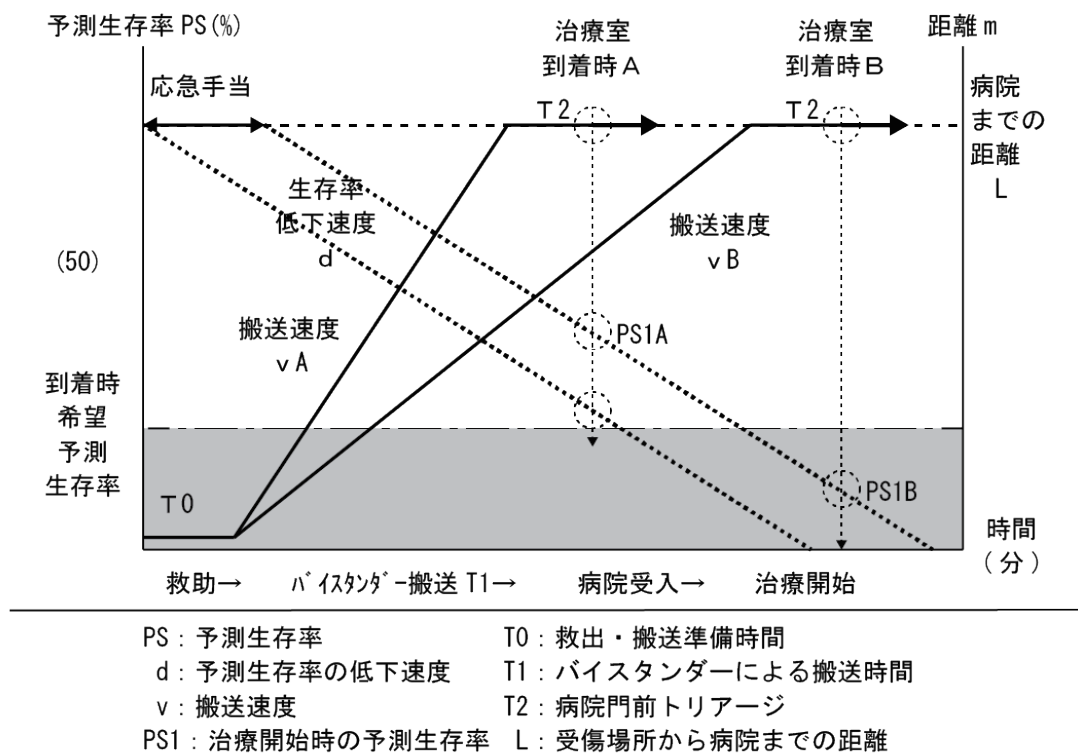 予測生存率 PS(%)
治療室
到着時A
治療室
到着時B
距離 m
応急手当
T2
T2
病院
までの
距離
L
生存率
低下速度
d
搬送速度
vB
(50)
搬送速度
vA
PS1A
到着時
希望
予測
生存率
T0
PS1B
時間
(分)
救助→ バイスタンダー搬送 T1→ 病院受入→ 治療開始
PS：予測生存率 T0：救出・搬送準備時間
d：予測生存率の低下速度 T1：バイスタンダーによる搬送時間
v：搬送速度 T2：病院門前トリアージ
PS1：治療開始時の予測生存率 L：受傷場所から病院までの距離